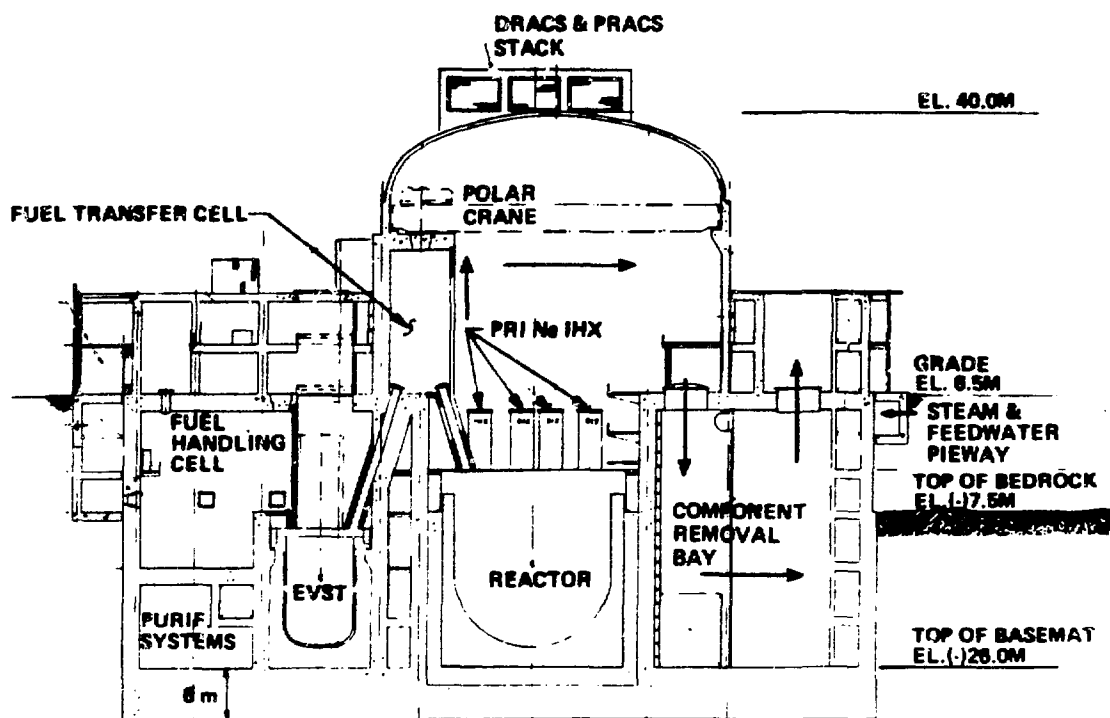 DRACS & PRACS
STACK
EL. 40.0M
POLAR
CRANE
FUEL TRANSFER CELL
PRI Na IHX
GRADE
EL. 6.5M
STEAM &
FEEDWATER
PIEWAY
FUEL
HANDLING
CELL
TOP OF BEDROCK
EL.(-)7.5M
COMPONENT
REMOVAL
BAY
REACTOR
EVST
PURIF
SYSTEMS
TOP OF BASEMAT
EL.(-)26.0M
6 m